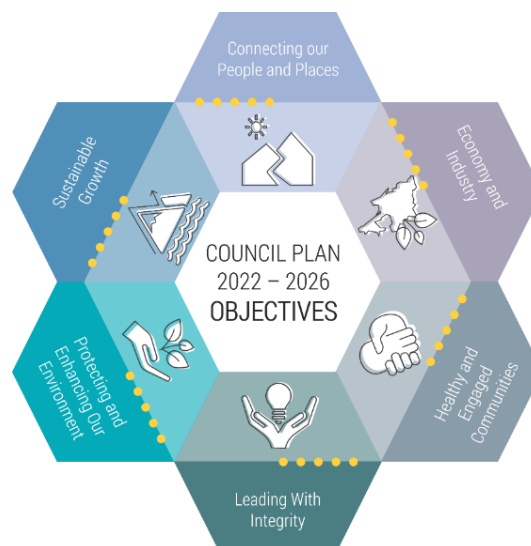 Connecting our
People and Places
Economy and
Industry
Healthy and
Engaged
Communities
Leading With
Integrity
Protecting and
Enhancing Our
Environment
Sustainable
Growth
COUNCIL PLAN
2022 – 2026
OBJECTIVES